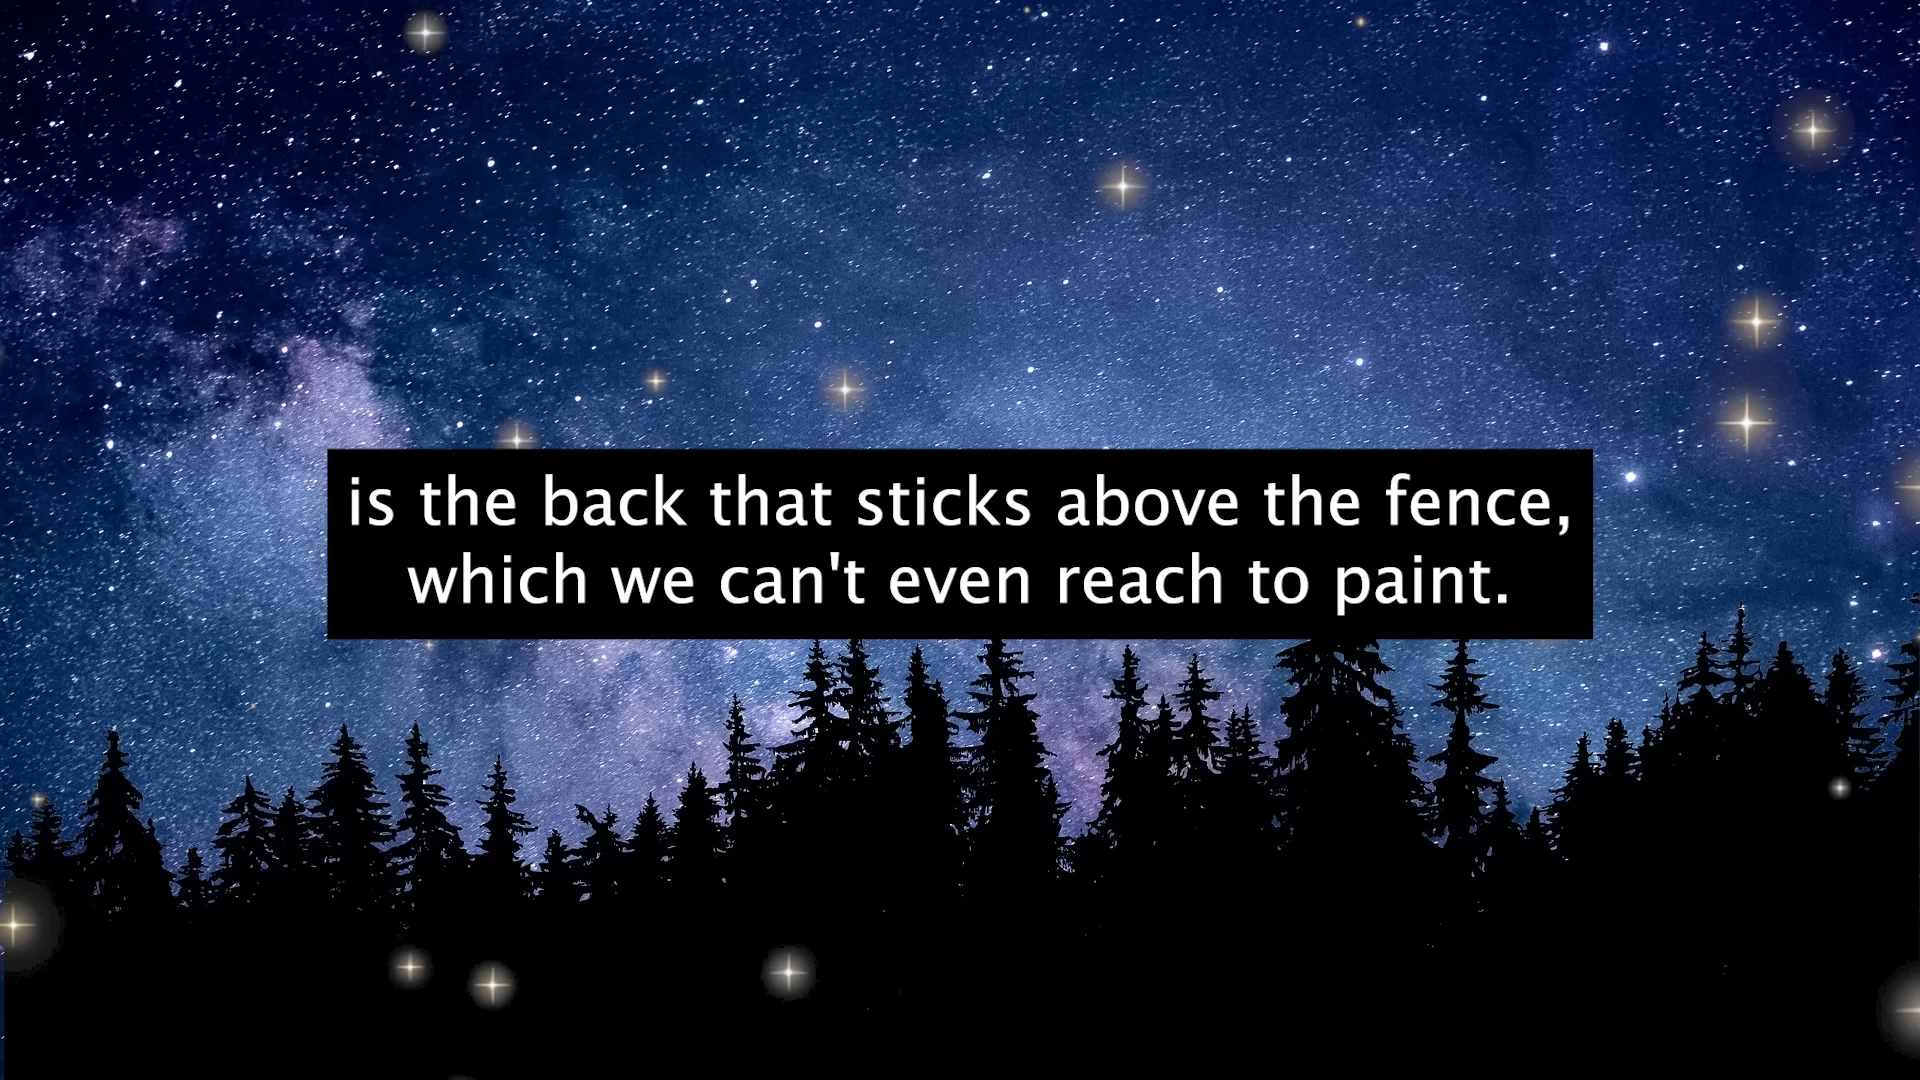 is the back that sticks above the fence,
which we can't even reach to paint.